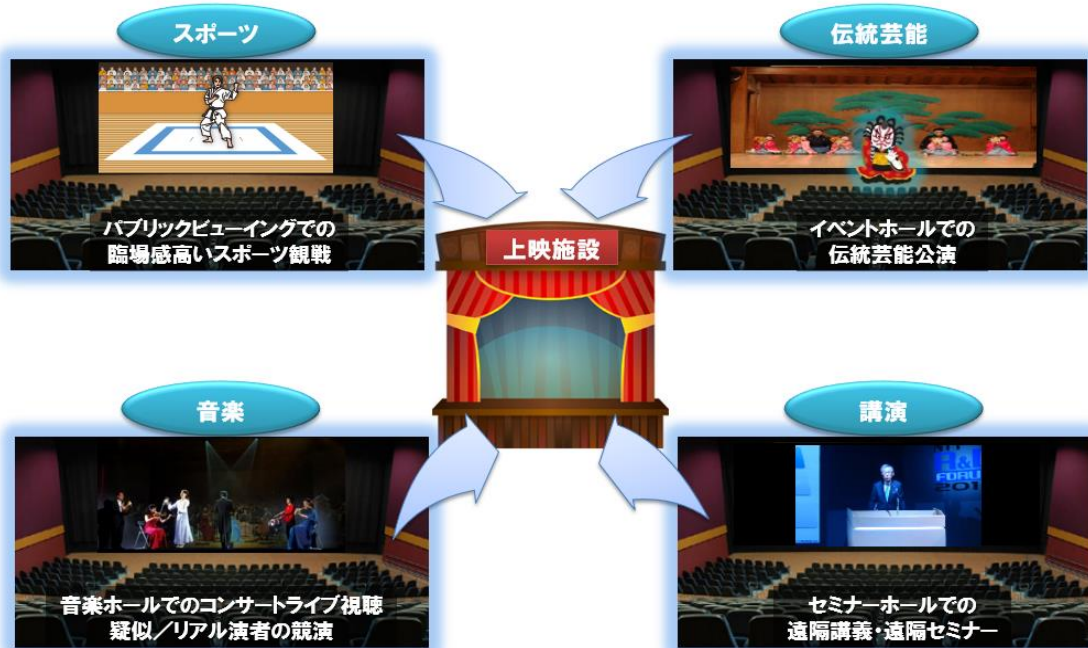 スポーツ
伝統芸能
パブリックビューイングでの
臨場感高いスポーツ観戦
イベントホールでの
伝統芸能公演
上映施設
音楽
講演
FORU
201
音楽ホールでのコンサートライブ視聴
疑似／リアル演者の競演
セミナーホールでの
遠隔講義・遠隔セミナー